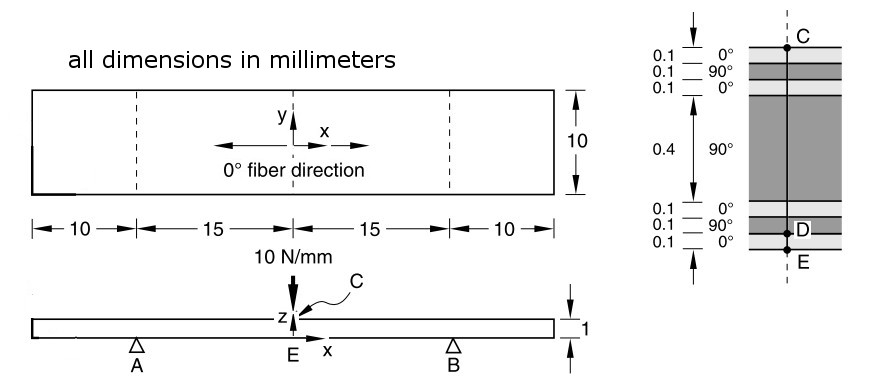 all dimensions in millimeters
y
x
0° fiber direction
10
10
15
15
10
10 N/mm
C
z
1
A
E
x
B
C
0.1 0°
0.1 90°
0.1 0°
0.4 90°
0.1 0°
0.1 90°
D
0.1 0°
E